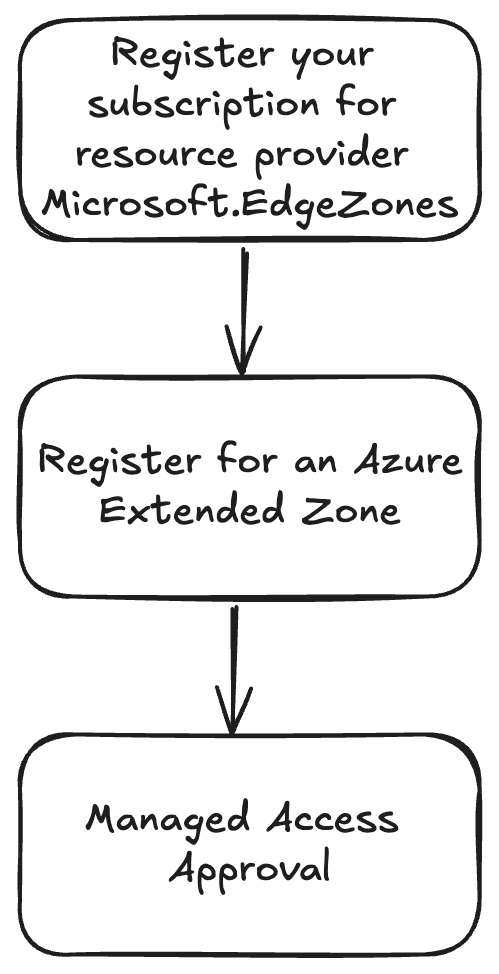 Register your
subscription for
resource provider
Microsoft.EdgeZones
Register for an Azure
Extended Zone
Managed Access
Approval